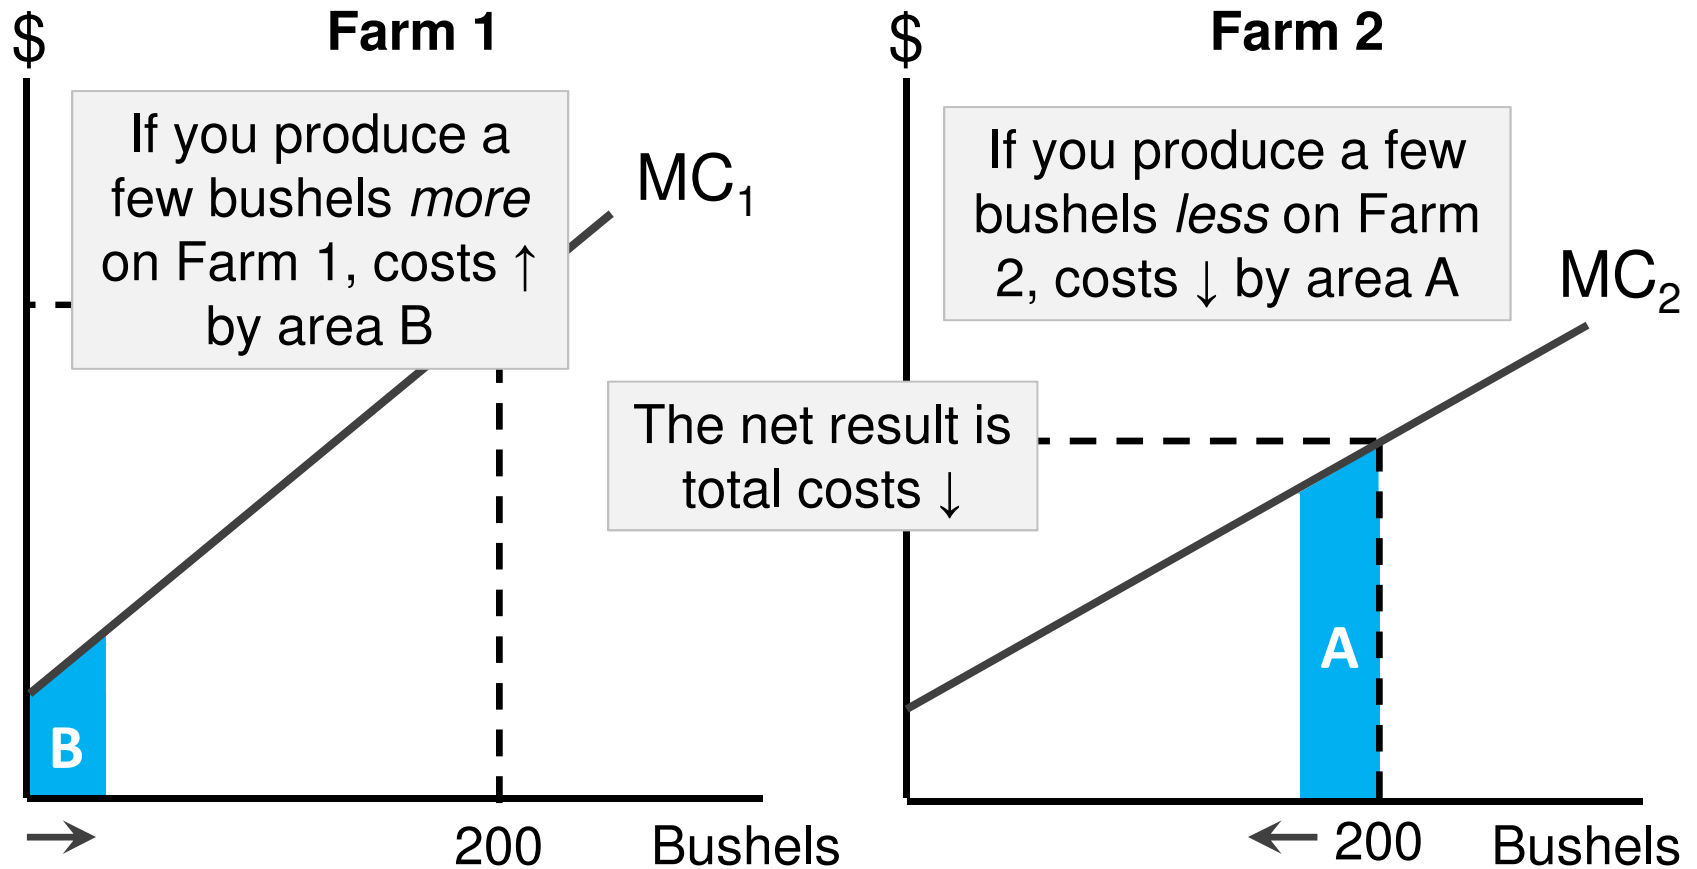 $
Farm 1
If you produce a
few bushels more
on Farm 1, costs ↑
by area B
MC₁
B
200
Bushels
The net result is
total costs ↓
$
Farm 2
If you produce a few
bushels less on Farm
2, costs ↓ by area A
MC₂
A
200
Bushels